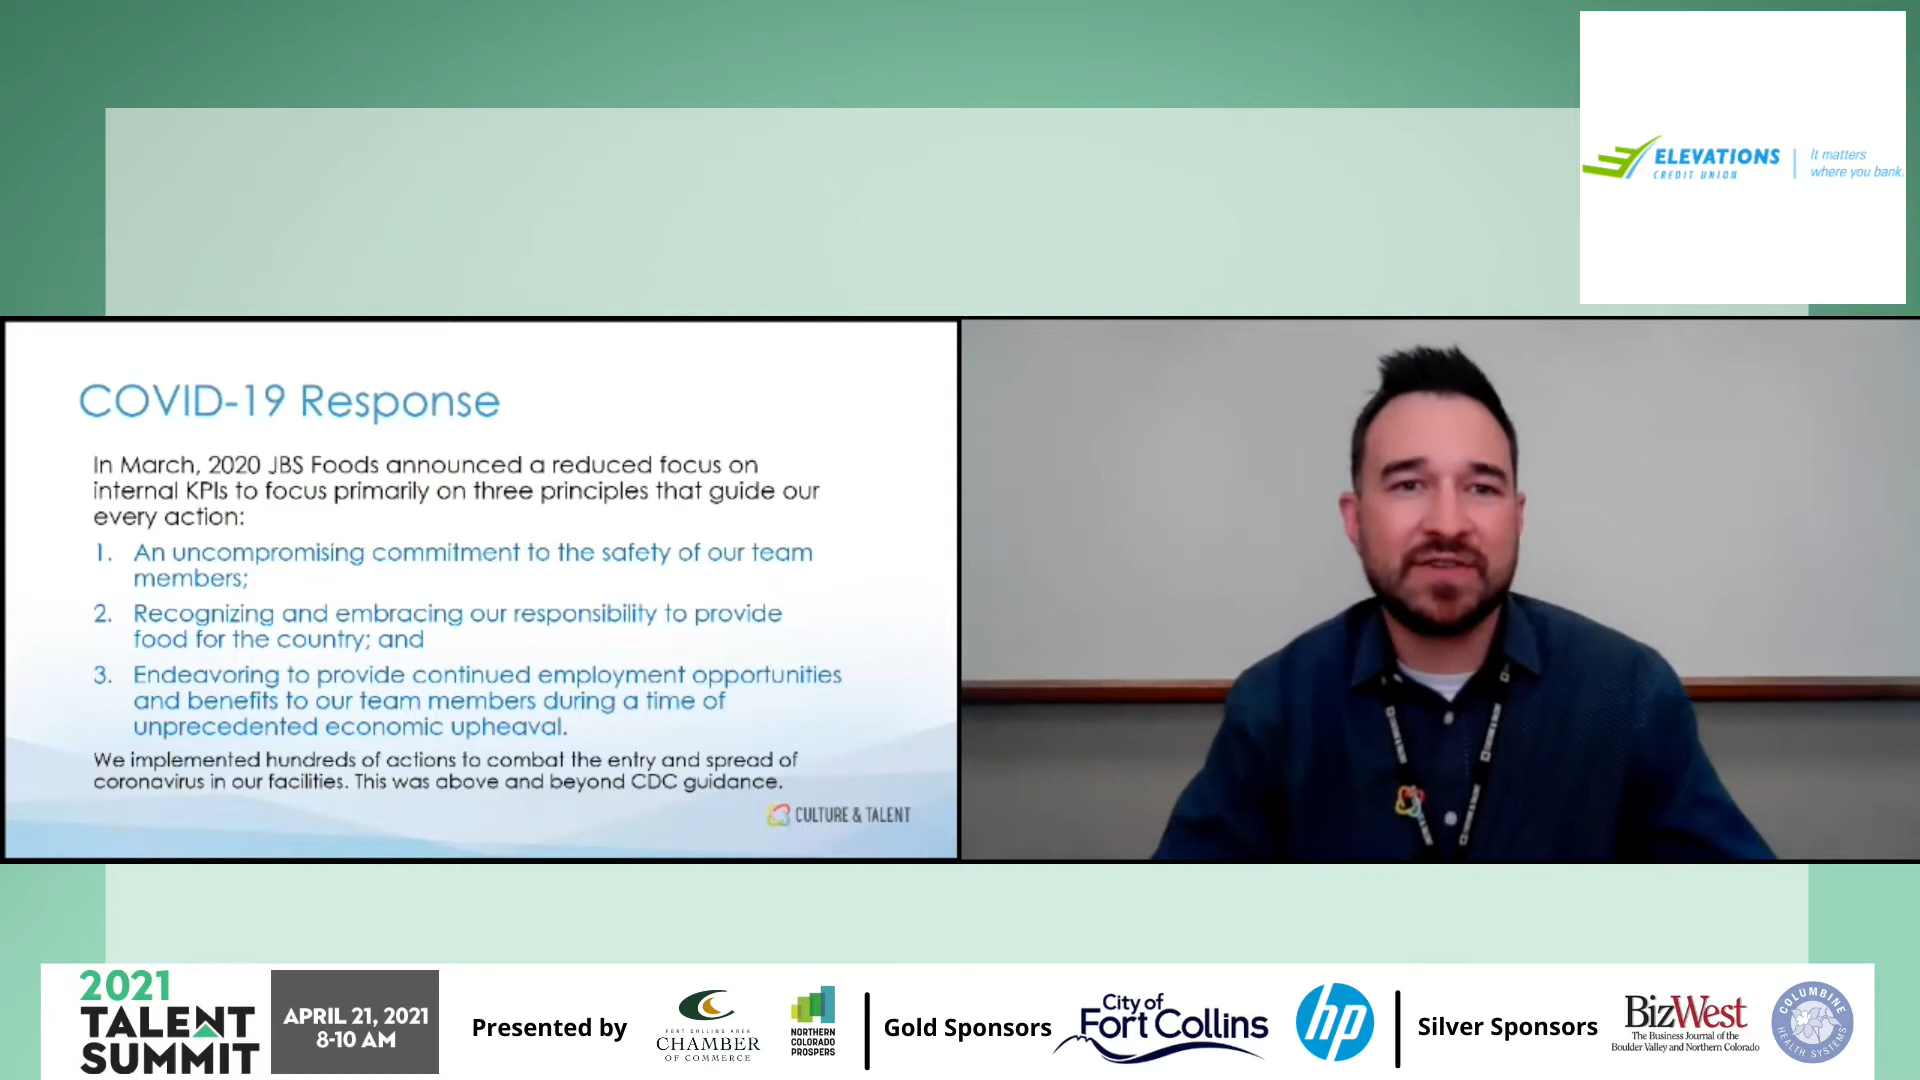 ELEVATIONS
CREDIT UNION
It matters
where you bank.
COVID-19 Response
In March, 2020 JBS Foods announced a reduced focus on
internal KPIs to focus primarily on three principles that guide our
every action:
1. An uncompromising commitment to the safety of our team
members;
2. Recognizing and embracing our responsibility to provide
food for the country; and
3. Endeavoring to provide continued employment opportunities
and benefits to our team members during a time of
unprecedented economic upheaval.
We implemented hundreds of actions to combat the entry and spread of
coronavirus in our facilities. This was above and beyond CDC guidance.
CULTURE & TALENT
2021
TALENT
SUMMIT
APRIL 21, 2021
8-10 AM
Presented by
FORT COLLINS AREA
CHAMBER
OF COMMERCE
NORTHERN
COLORADO
PROSPERS
Gold Sponsors
City of
Fort Collins
hp
Silver Sponsors
BizWest
The Business Journal of the
Boulder Valley and Northern Colorado
COLUMBINE
HEALTH SYSTEMS